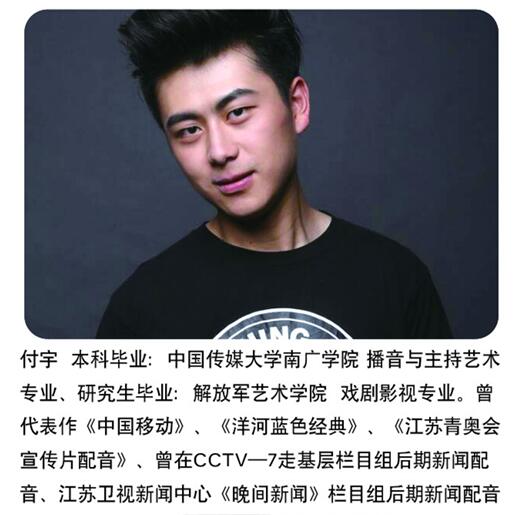 UNG
付宇 本科毕业：中国传媒大学南广学院 播音与主持艺术
专业、研究生毕业：解放军艺术学院 戏剧影视专业。曾
代表作《中国移动》、《洋河蓝色经典》、《江苏青奥会
宣传片配音》、曾在CCTV—7走基层栏目组后期新闻配
音、江苏卫视新闻中心《晚间新闻》栏目组后期新闻配音